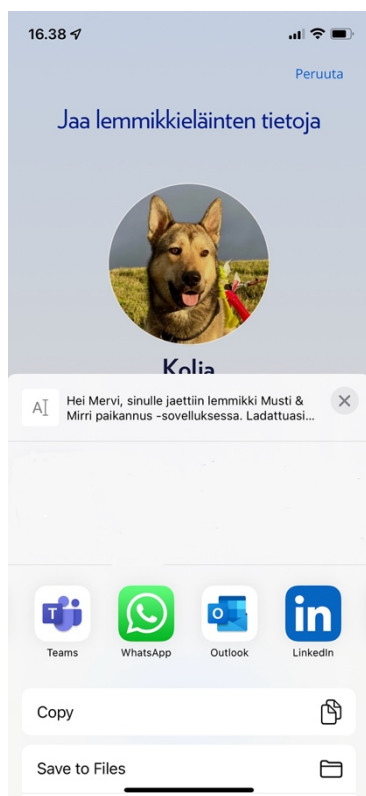 16.38
Peruuta
Jaa lemmikkieläinten tietoja
Kolja
Hei Mervi, sinulle jaettiin lemmikki Musti &
Mirri paikannus -sovelluksessa. Ladattuasi...
Teams
WhatsApp
Outlook
LinkedIn
Copy
Save to Files